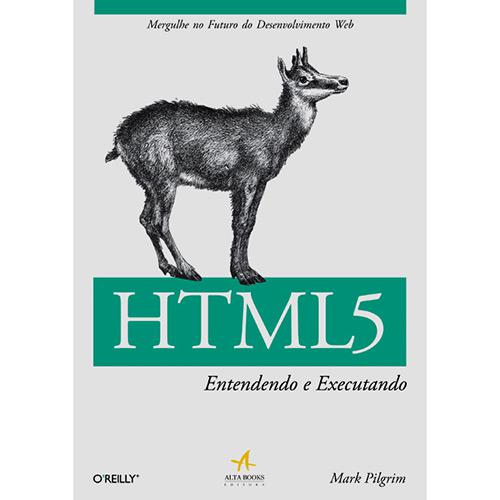 Mergulhe no Futuro do Desenvolvimento Web
HTML5
Entendendo e Executando
O'REILLY®
ALTA BOOKS
EDITORA
Mark Pilgrim